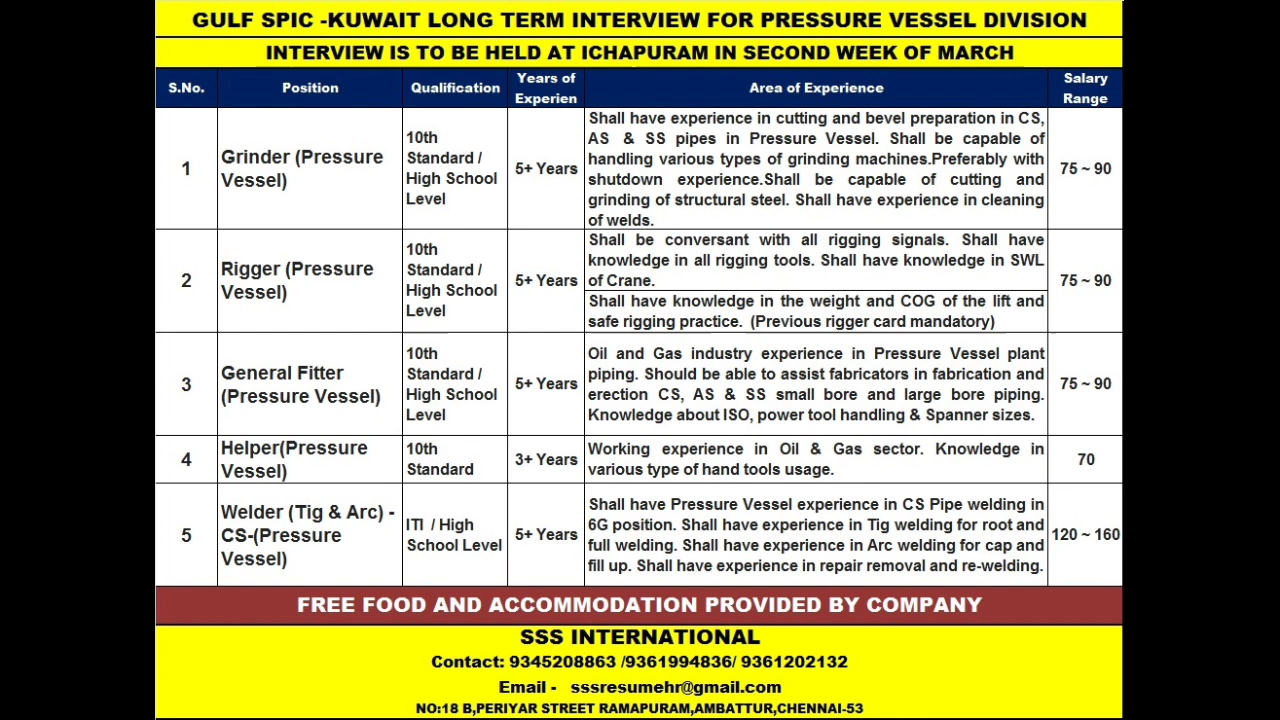 GULF SPIC -KUWAIT LONG TERM INTERVIEW FOR PRESSURE VESSEL DIVISION
INTERVIEW IS TO BE HELD AT ICHAPURAM IN SECOND WEEK OF MARCH
S.No.
Position
Qualification
Years of
Experien
Area of Experience
Salary
Range
1
Grinder (Pressure
Vessel)
10th
Standard /
High School
Level
5+ Years
Shall have experience in cutting and bevel preparation in CS,
AS & SS pipes in Pressure Vessel. Shall be capable of
handling various types of grinding machines.Preferably with
shutdown experience.Shall be capable of cutting and
grinding of structural steel. Shall have experience in cleaning
of welds.
75 ~ 90
2
Rigger (Pressure
Vessel)
10th
Standard /
High School
Level
5+ Years
Shall be conversant with all rigging signals. Shall have
knowledge in all rigging tools. Shall have knowledge in SWL
of Crane.
Shall have knowledge in the weight and COG of the lift and
safe rigging practice. (Previous rigger card mandatory)
75 ~ 90
3
General Fitter
(Pressure Vessel)
10th
Standard /
High School
Level
5+ Years
Oil and Gas industry experience in Pressure Vessel plant
piping. Should be able to assist fabricators in fabrication and
erection CS, AS & SS small bore and large bore piping.
Knowledge about ISO, power tool handling & Spanner sizes.
75 ~ 90
4
Helper(Pressure
Vessel)
10th
Standard
3+ Years
Working experience in Oil & Gas sector. Knowledge in
various type of hand tools usage.
70
5
Welder (Tig & Arc) -
CS-(Pressure
Vessel)
ITI / High
School Level
5+ Years
Shall have Pressure Vessel experience in CS Pipe welding in
6G position. Shall have experience in Tig welding for root and
full welding. Shall have experience in Arc welding for cap and
fill up. Shall have experience in repair removal and re-welding.
120 ~ 160
FREE FOOD AND ACCOMMODATION PROVIDED BY COMPANY
SSS INTERNATIONAL
Contact: 9345208863 /9361994836/ 9361202132
Email - sssresumehr@gmail.com
NO:18 B,PERIYAR STREET RAMAPURAM,AMBATTUR,CHENNAI-53